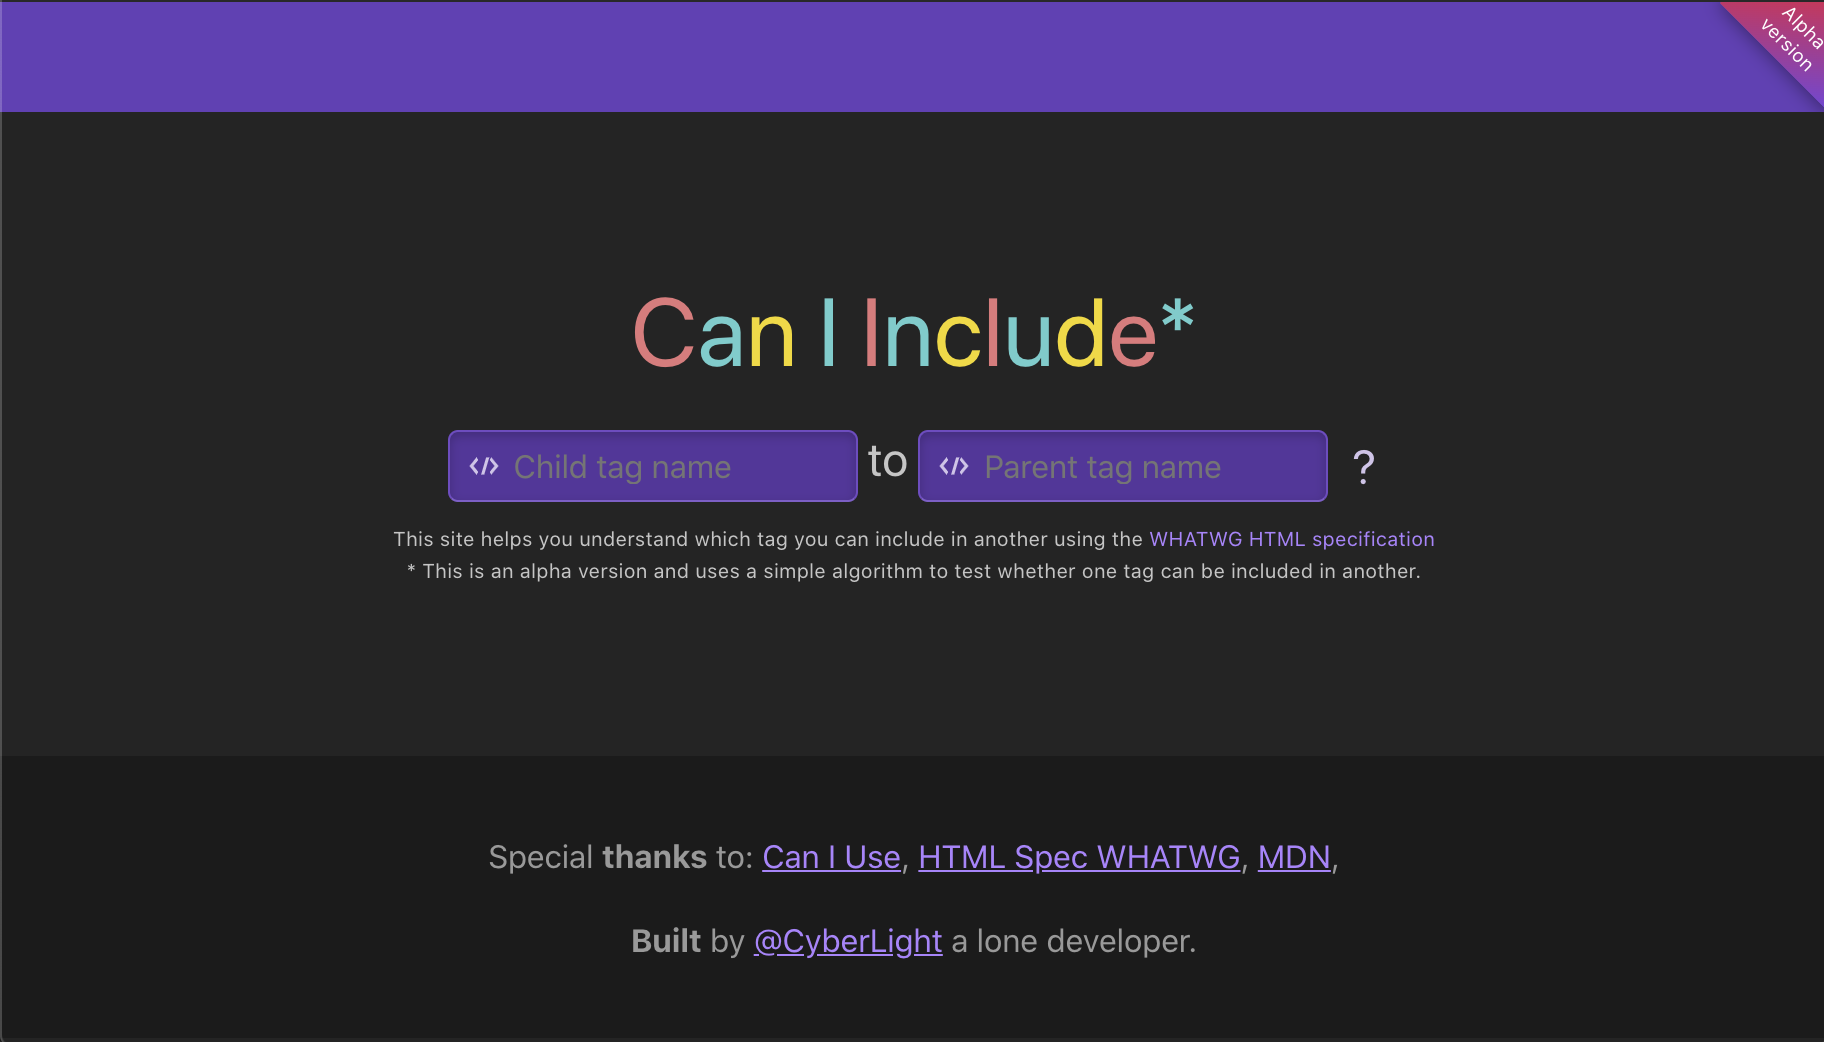 Alpha
version
Can I Include*
</> Child tag name to </> Parent tag name ?
This site helps you understand which tag you can include in another using the WHATWG HTML specification
* This is an alpha version and uses a simple algorithm to test whether one tag can be included in another.
Special thanks to: Can I Use, HTML Spec WHATWG, MDN,
Built by @CyberLight a lone developer.